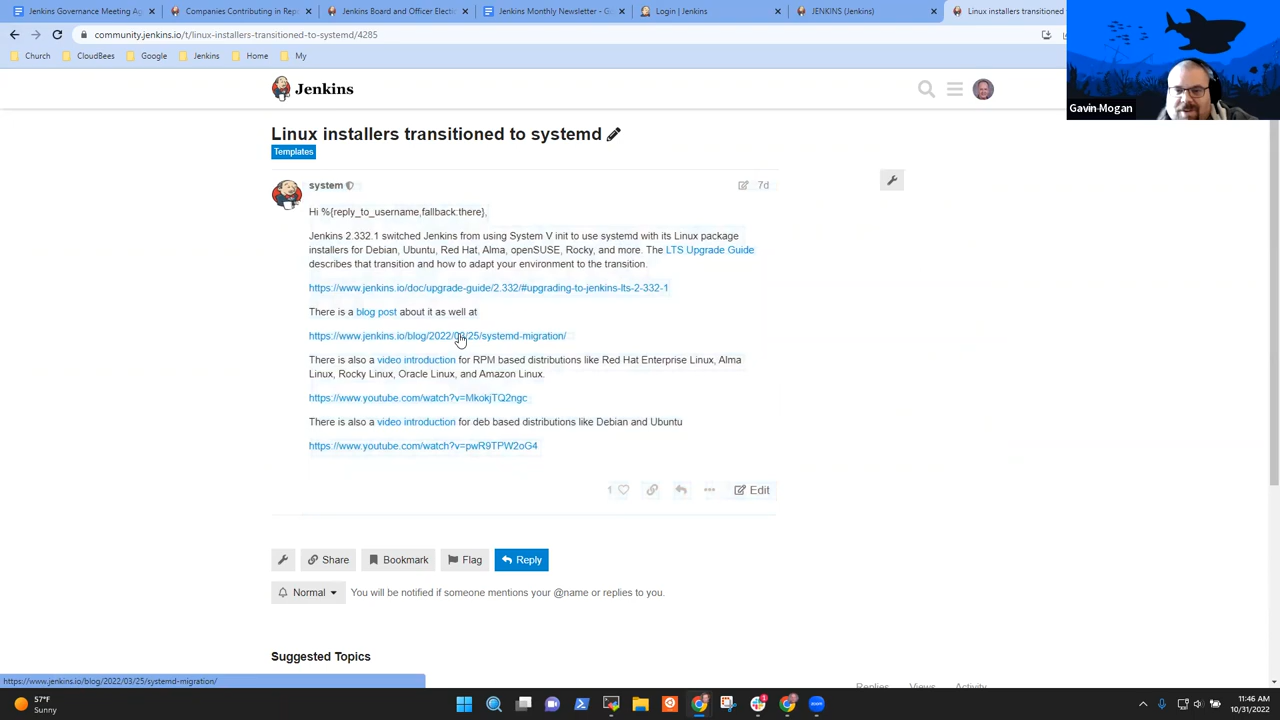 Jenkins Governance Meeting Ag
Companies Contributing in Rep
Jenkins Board and Officer Electi
Jenkins Monthly Newsletter - Go
Login [Jenkins]
JENKINS (Jenkins)
Linux installers transitioned to
community.jenkins.io/t/linux-installers-transitioned-to-systemd/4285
Church
CloudBees
Google
Jenkins
Home
My
Gavin Mogan
Jenkins
Linux installers transitioned to systemd
Templates
system
7d
Hi %{reply_to_username,fallback:there},
Jenkins 2.332.1 switched Jenkins from using System V init to use systemd with its Linux package
installers for Debian, Ubuntu, Red Hat, Alma, openSUSE, Rocky, and more. The LTS Upgrade Guide
describes that transition and how to adapt your environment to the transition.
https://www.jenkins.io/doc/upgrade-guide/2.332/#upgrading-to-jenkins-lts-2-332-1
There is a blog post about it as well at
https://www.jenkins.io/blog/2022/03/25/systemd-migration/
There is also a video introduction for RPM based distributions like Red Hat Enterprise Linux, Alma
Linux, Rocky Linux, Oracle Linux, and Amazon Linux.
https://www.youtube.com/watch?v=MkokjTQ2ngc
There is also a video introduction for deb based distributions like Debian and Ubuntu
https://www.youtube.com/watch?v=pwR9TPW2oG4
1
Edit
Share
Bookmark
Flag
Reply
Normal
You will be notified if someone mentions your @name or replies to you.
Suggested Topics
Replies Views Activity
https://www.jenkins.io/blog/2022/03/25/systemd-migration/
57°F
Sunny
11:46 AM
10/31/2022